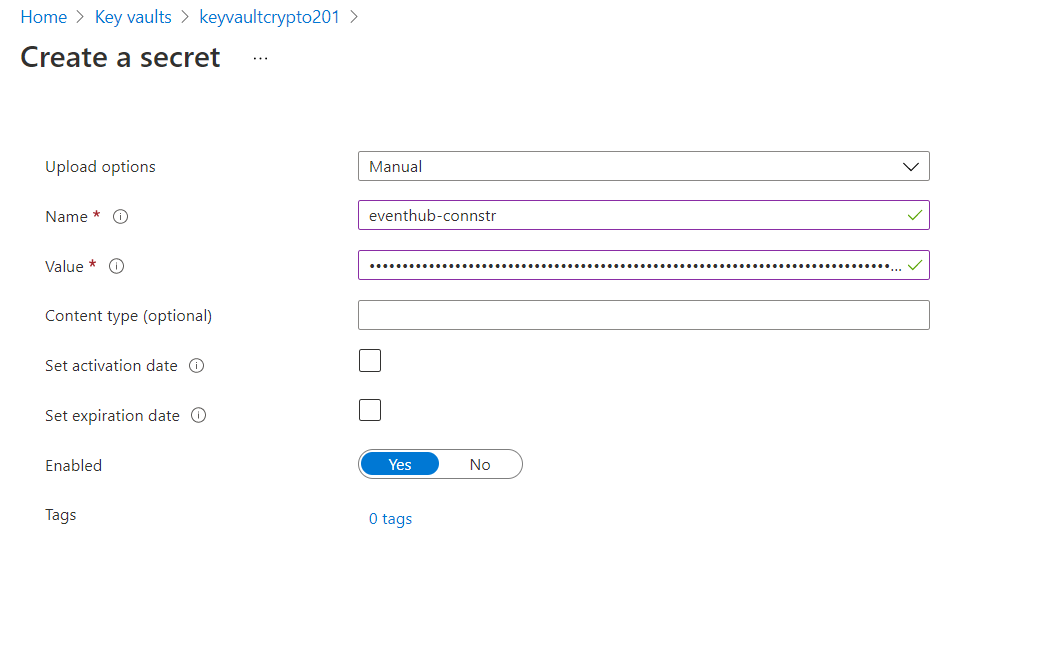 Home > Key vaults > keyvaultcrypto201 >
Create a secret ...
Upload options Manual
Name * eventhub-connstr
Value * ••••••••••••••••••••••••••••••••••••••••••••••••••••••••••••••••••••••••••••••••...
Content type (optional)
Set activation date
Set expiration date
Enabled Yes No
Tags 0 tags